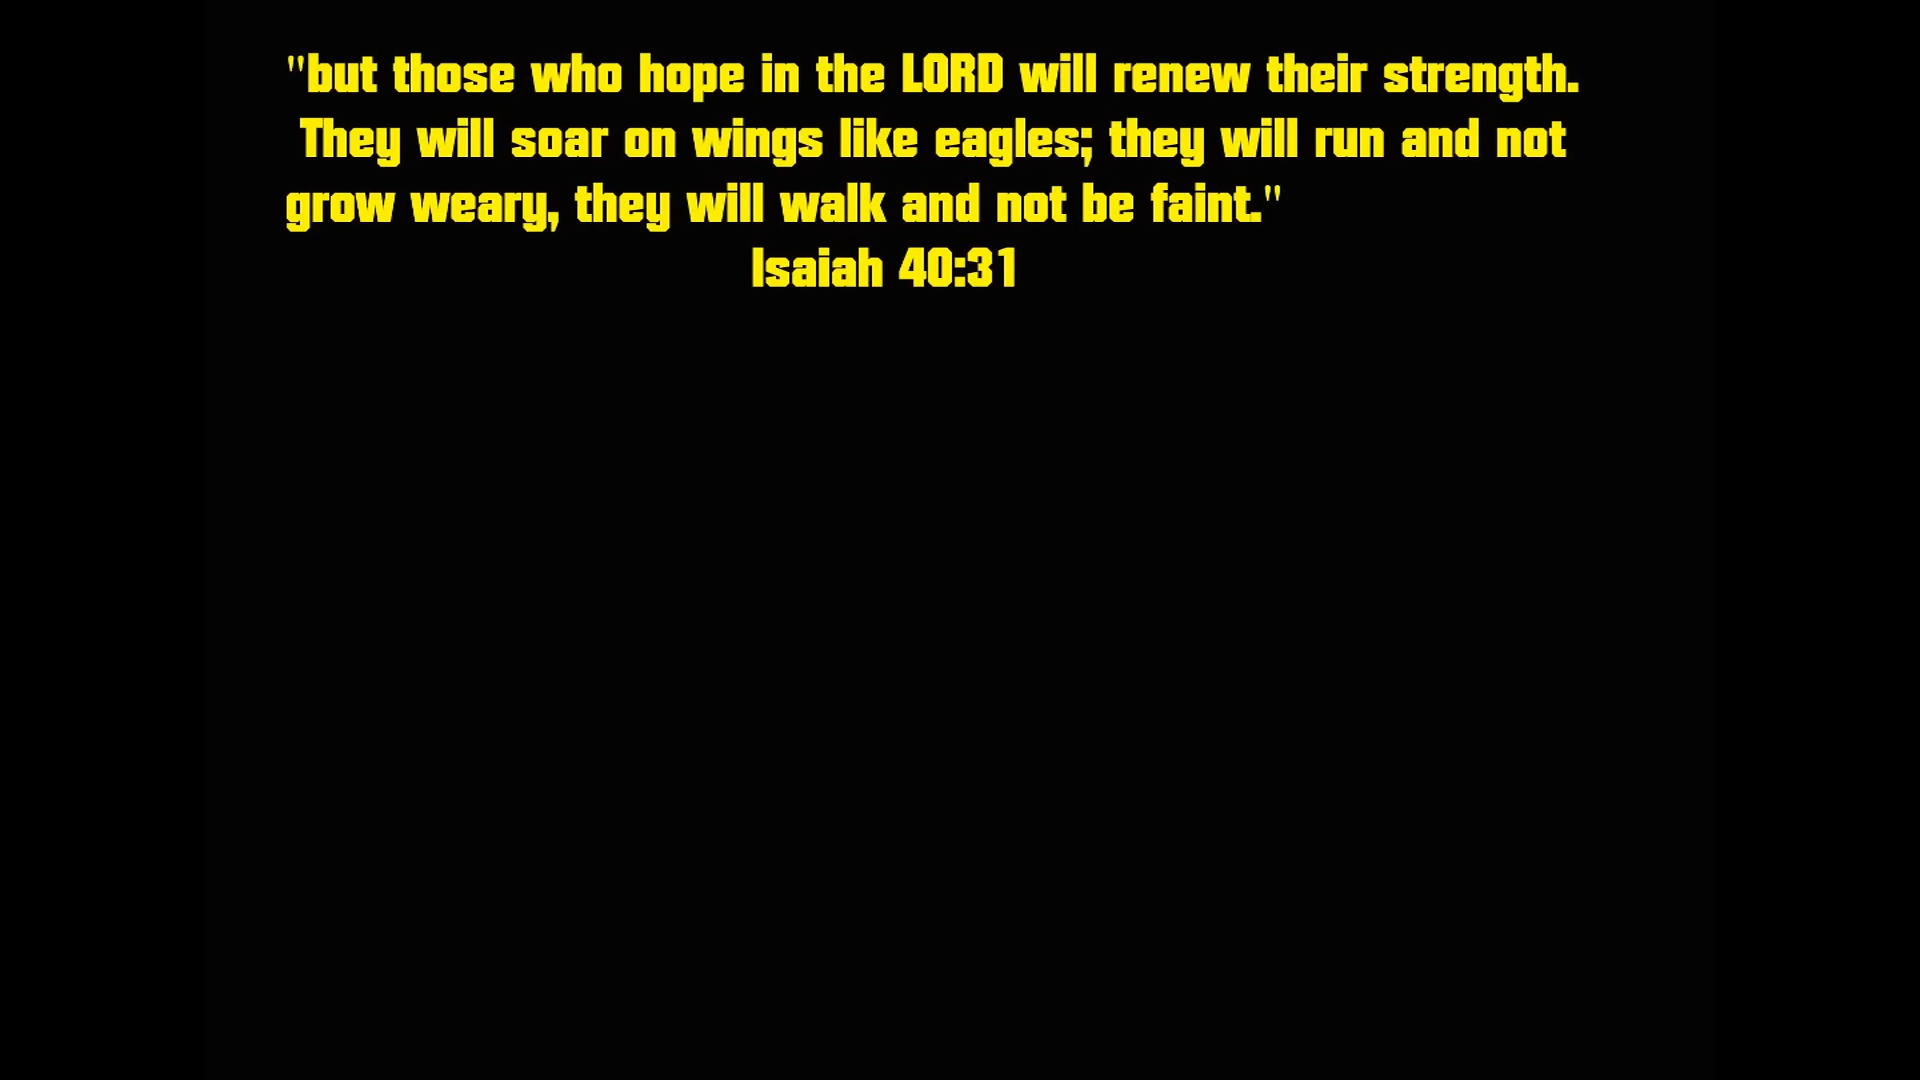 "but those who hope in the LORD will renew their strength.
They will soar on wings like eagles; they will run and not
grow weary, they will walk and not be faint."
Isaiah 40:31